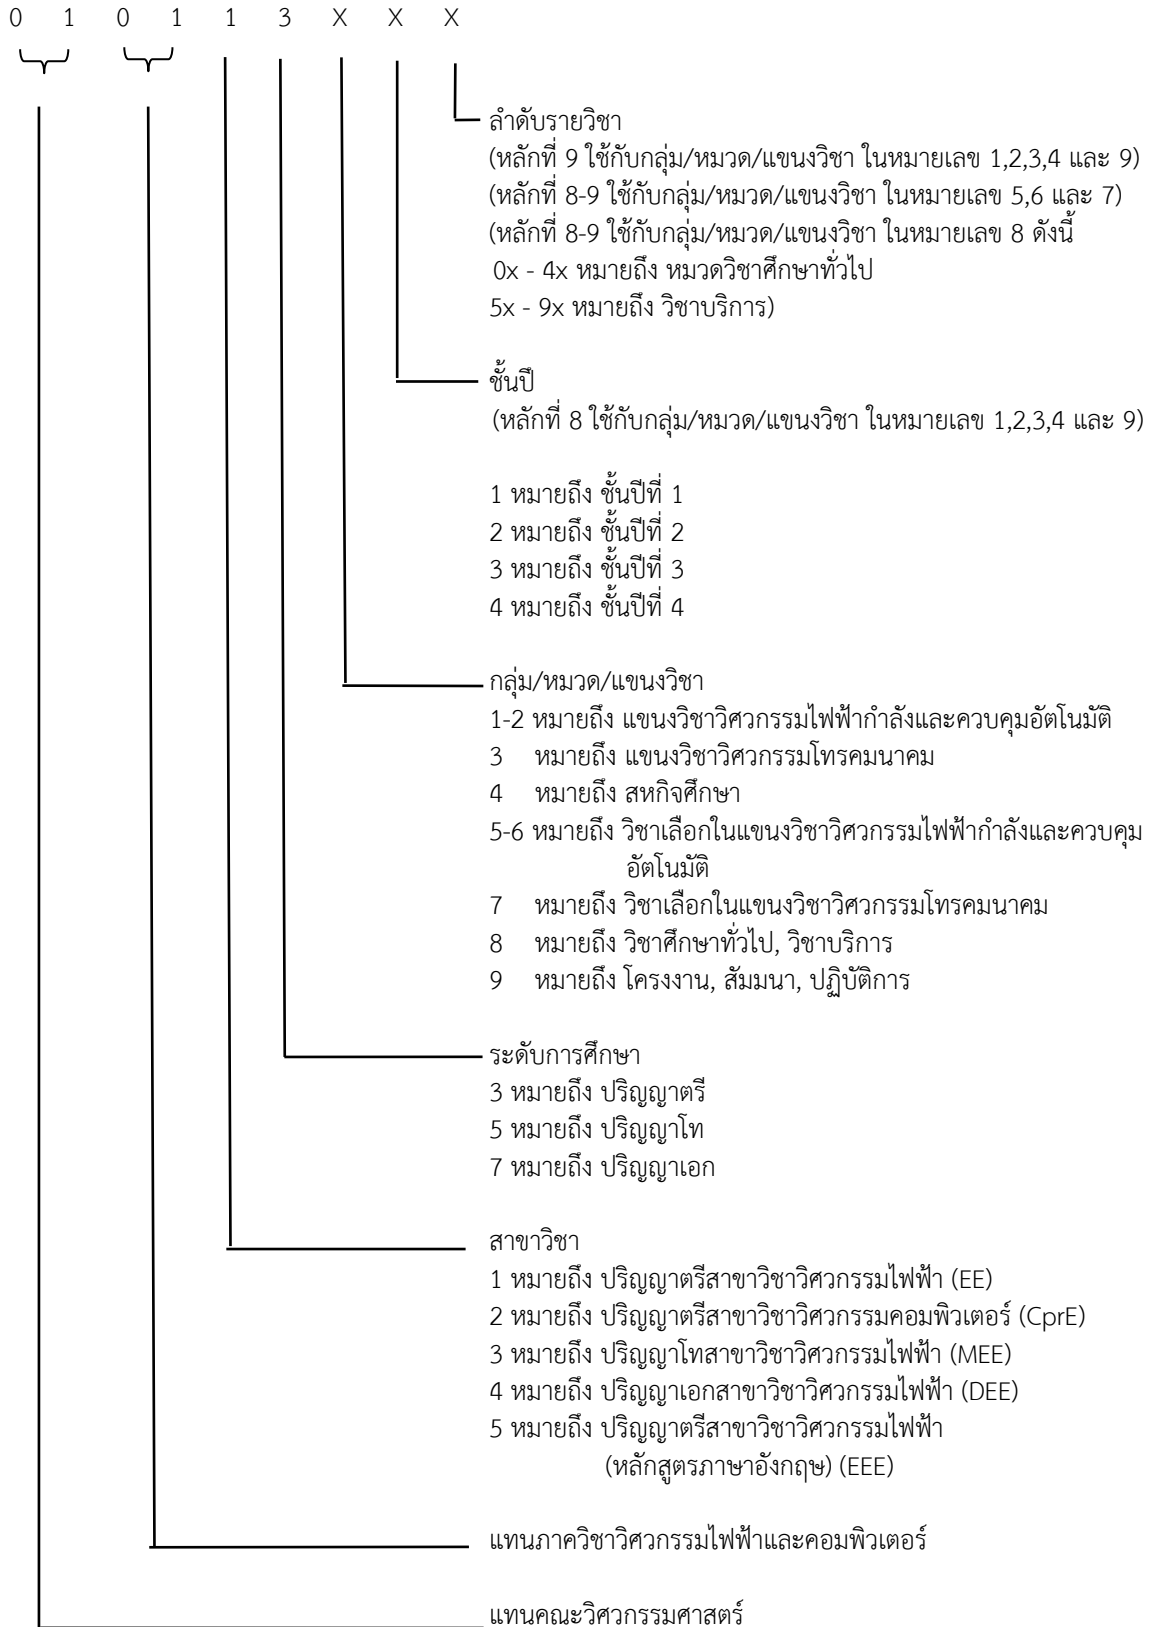 0 1 0 1 1 3 X X X
ลำดับรายวิชา
(หลักที่ 9 ใช้กับกลุ่ม/หมวด/แขนงวิชา ในหมายเลข 1,2,3,4 และ 9)
(หลักที่ 8-9 ใช้กับกลุ่ม/หมวด/แขนงวิชา ในหมายเลข 5,6 และ 7)
(หลักที่ 8-9 ใช้กับกลุ่ม/หมวด/แขนงวิชา ในหมายเลข 8 ดังนี้
0x - 4x หมายถึง หมวดวิชาศึกษาทั่วไป
5x - 9x หมายถึง วิชาบริการ)
ชั้นปี
(หลักที่ 8 ใช้กับกลุ่ม/หมวด/แขนงวิชา ในหมายเลข 1,2,3,4 และ 9)
1 หมายถึง ชั้นปีที่ 1
2 หมายถึง ชั้นปีที่ 2
3 หมายถึง ชั้นปีที่ 3
4 หมายถึง ชั้นปีที่ 4
กลุ่ม/หมวด/แขนงวิชา
1-2 หมายถึง แขนงวิชาวิศวกรรมไฟฟ้ากำลังและควบคุมอัตโนมัติ
3 หมายถึง แขนงวิชาวิศวกรรมโทรคมนาคม
4 หมายถึง สหกิจศึกษา
5-6 หมายถึง วิชาเลือกในแขนงวิชาวิศวกรรมไฟฟ้ากำลังและควบคุม
อัตโนมัติ
7 หมายถึง วิชาเลือกในแขนงวิชาวิศวกรรมโทรคมนาคม
8 หมายถึง วิชาศึกษาทั่วไป, วิชาบริการ
9 หมายถึง โครงงาน, สัมมนา, ปฏิบัติการ
ระดับการศึกษา
3 หมายถึง ปริญญาตรี
5 หมายถึง ปริญญาโท
7 หมายถึง ปริญญาเอก
สาขาวิชา
1 หมายถึง ปริญญาตรีสาขาวิชาวิศวกรรมไฟฟ้า (EE)
2 หมายถึง ปริญญาตรีสาขาวิชาวิศวกรรมคอมพิวเตอร์ (CprE)
3 หมายถึง ปริญญาโทสาขาวิชาวิศวกรรมไฟฟ้า (MEE)
4 หมายถึง ปริญญาเอกสาขาวิชาวิศวกรรมไฟฟ้า (DEE)
5 หมายถึง ปริญญาตรีสาขาวิชาวิศวกรรมไฟฟ้า
(หลักสูตรภาษาอังกฤษ) (EEE)
แทนภาควิชาวิศวกรรมไฟฟ้าและคอมพิวเตอร์
แทนคณะวิศวกรรมศาสตร์